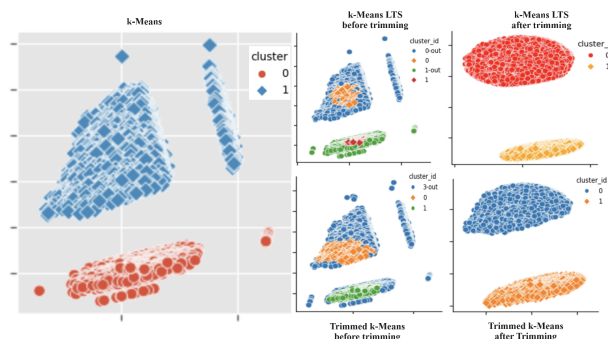 k-Means
cluster
0
1
k-Means LTS
before trimming
cluster_id
0-out
0
1-out
1
k-Means LTS
after trimming
cluster_id
0
1
cluster_id
3-out
0
1
Trimmed k-Means
before trimming
cluster_id
0
1
Trimmed k-Means
after Trimming